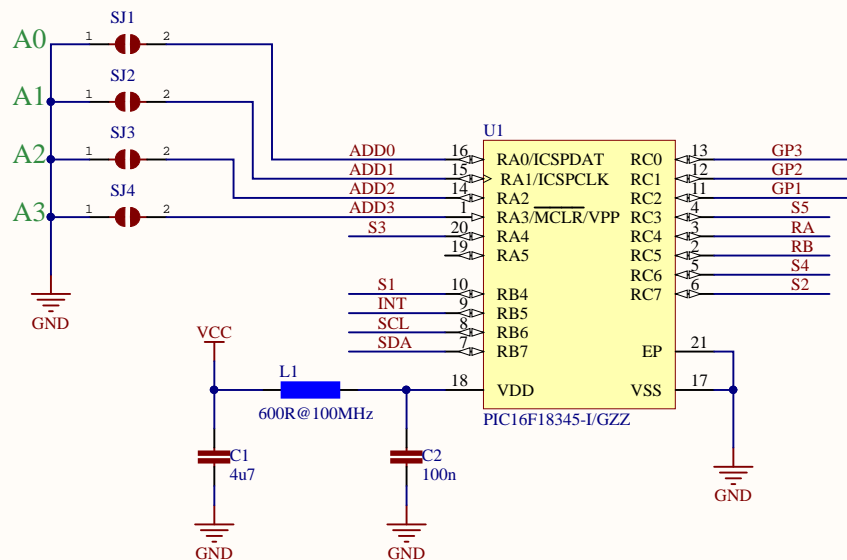 SJ1
A0 1 2
SJ2
A1 1 2
SJ3
A2 1 2
SJ4
A3 1 2
GND
U1
ADD0 16 RA0/ICSPDAT RC0 13 GP3
ADD1 15 RA1/ICSPCLK RC1 12 GP2
ADD2 14 RA2 RC2 11 GP1
ADD3 1 RA3/MCLR/VPP RC3 4 S5
S3 20 RA4 RC4 3 RA
19 RA5 RC5 2 RB
RC6 5 S4
S1 10 RB4 RC7 6 S2
INT 9 RB5
SCL 8 RB6
SDA 7 RB7 EP 21
18 VDD VSS 17
PIC16F18345-I/GZZ
VCC
L1
600R@100MHz
C1
4u7
C2
100n
GND
GND
GND